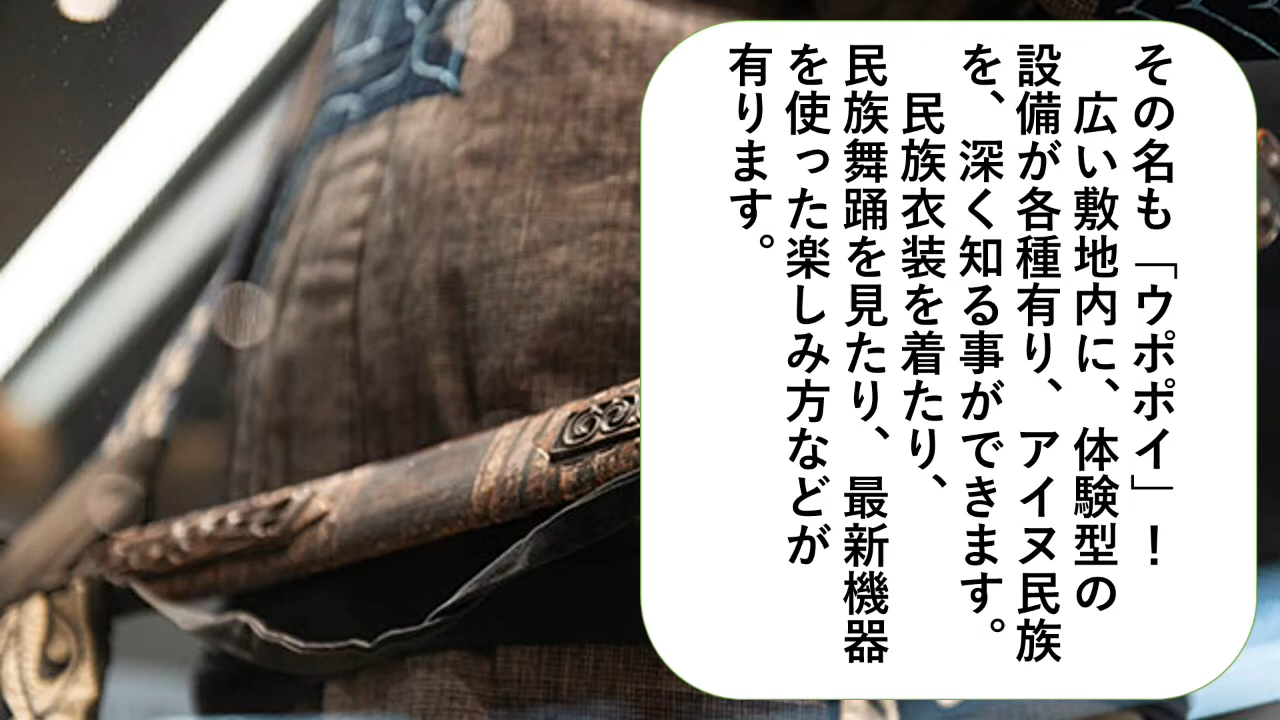 その名も「ウポポイ」！
広い敷地内に、体験型の
設備が各種有り、アイヌ民族
を、深く知る事ができます。
民族衣装を着たり、
民族舞踊を見たり、最新機器
を使った楽しみ方などが
有ります。